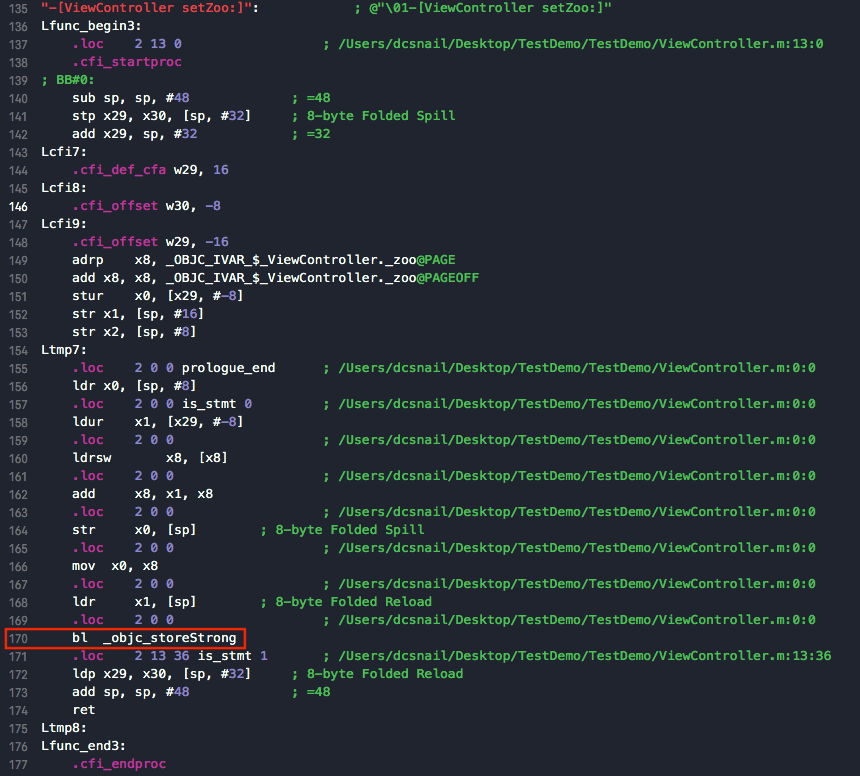 135 "-[ViewController setZoo:]": ; @"\01-[ViewController setZoo:]"
136 Lfunc_begin3:
137 .loc 2 13 0 ; /Users/dcsnail/Desktop/TestDemo/TestDemo/ViewController.m:13:0
138 .cfi_startproc
139 ; BB#0:
140 sub sp, sp, #48 ; =48
141 stp x29, x30, [sp, #32] ; 8-byte Folded Spill
142 add x29, sp, #32 ; =32
143 Lcfi7:
144 .cfi_def_cfa w29, 16
145 Lcfi8:
146 .cfi_offset w30, -8
147 Lcfi9:
148 .cfi_offset w29, -16
149 adrp x8, _OBJC_IVAR_$_ViewController._zoo@PAGE
150 add x8, x8, _OBJC_IVAR_$_ViewController._zoo@PAGEOFF
151 stur x0, [x29, #-8]
152 str x1, [sp, #16]
153 str x2, [sp, #8]
154 Ltmp7:
155 .loc 2 0 0 prologue_end ; /Users/dcsnail/Desktop/TestDemo/TestDemo/ViewController.m:0:0
156 ldr x0, [sp, #8]
157 .loc 2 0 0 is_stmt 0 ; /Users/dcsnail/Desktop/TestDemo/TestDemo/ViewController.m:0:0
158 ldur x1, [x29, #-8]
159 .loc 2 0 0 ; /Users/dcsnail/Desktop/TestDemo/TestDemo/ViewController.m:0:0
160 ldrsw x8, [x8]
161 .loc 2 0 0 ; /Users/dcsnail/Desktop/TestDemo/TestDemo/ViewController.m:0:0
162 add x8, x1, x8
163 .loc 2 0 0 ; /Users/dcsnail/Desktop/TestDemo/TestDemo/ViewController.m:0:0
164 str x0, [sp] ; 8-byte Folded Spill
165 .loc 2 0 0 ; /Users/dcsnail/Desktop/TestDemo/TestDemo/ViewController.m:0:0
166 mov x0, x8
167 .loc 2 0 0 ; /Users/dcsnail/Desktop/TestDemo/TestDemo/ViewController.m:0:0
168 ldr x1, [sp] ; 8-byte Folded Reload
169 .loc 2 0 0 ; /Users/dcsnail/Desktop/TestDemo/TestDemo/ViewController.m:0:0
170 bl _objc_storeStrong
171 .loc 2 13 36 is_stmt 1 ; /Users/dcsnail/Desktop/TestDemo/TestDemo/ViewController.m:13:36
172 ldp x29, x30, [sp, #32] ; 8-byte Folded Reload
173 add sp, sp, #48 ; =48
174 ret
175 Ltmp8:
176 Lfunc_end3:
177 .cfi_endproc